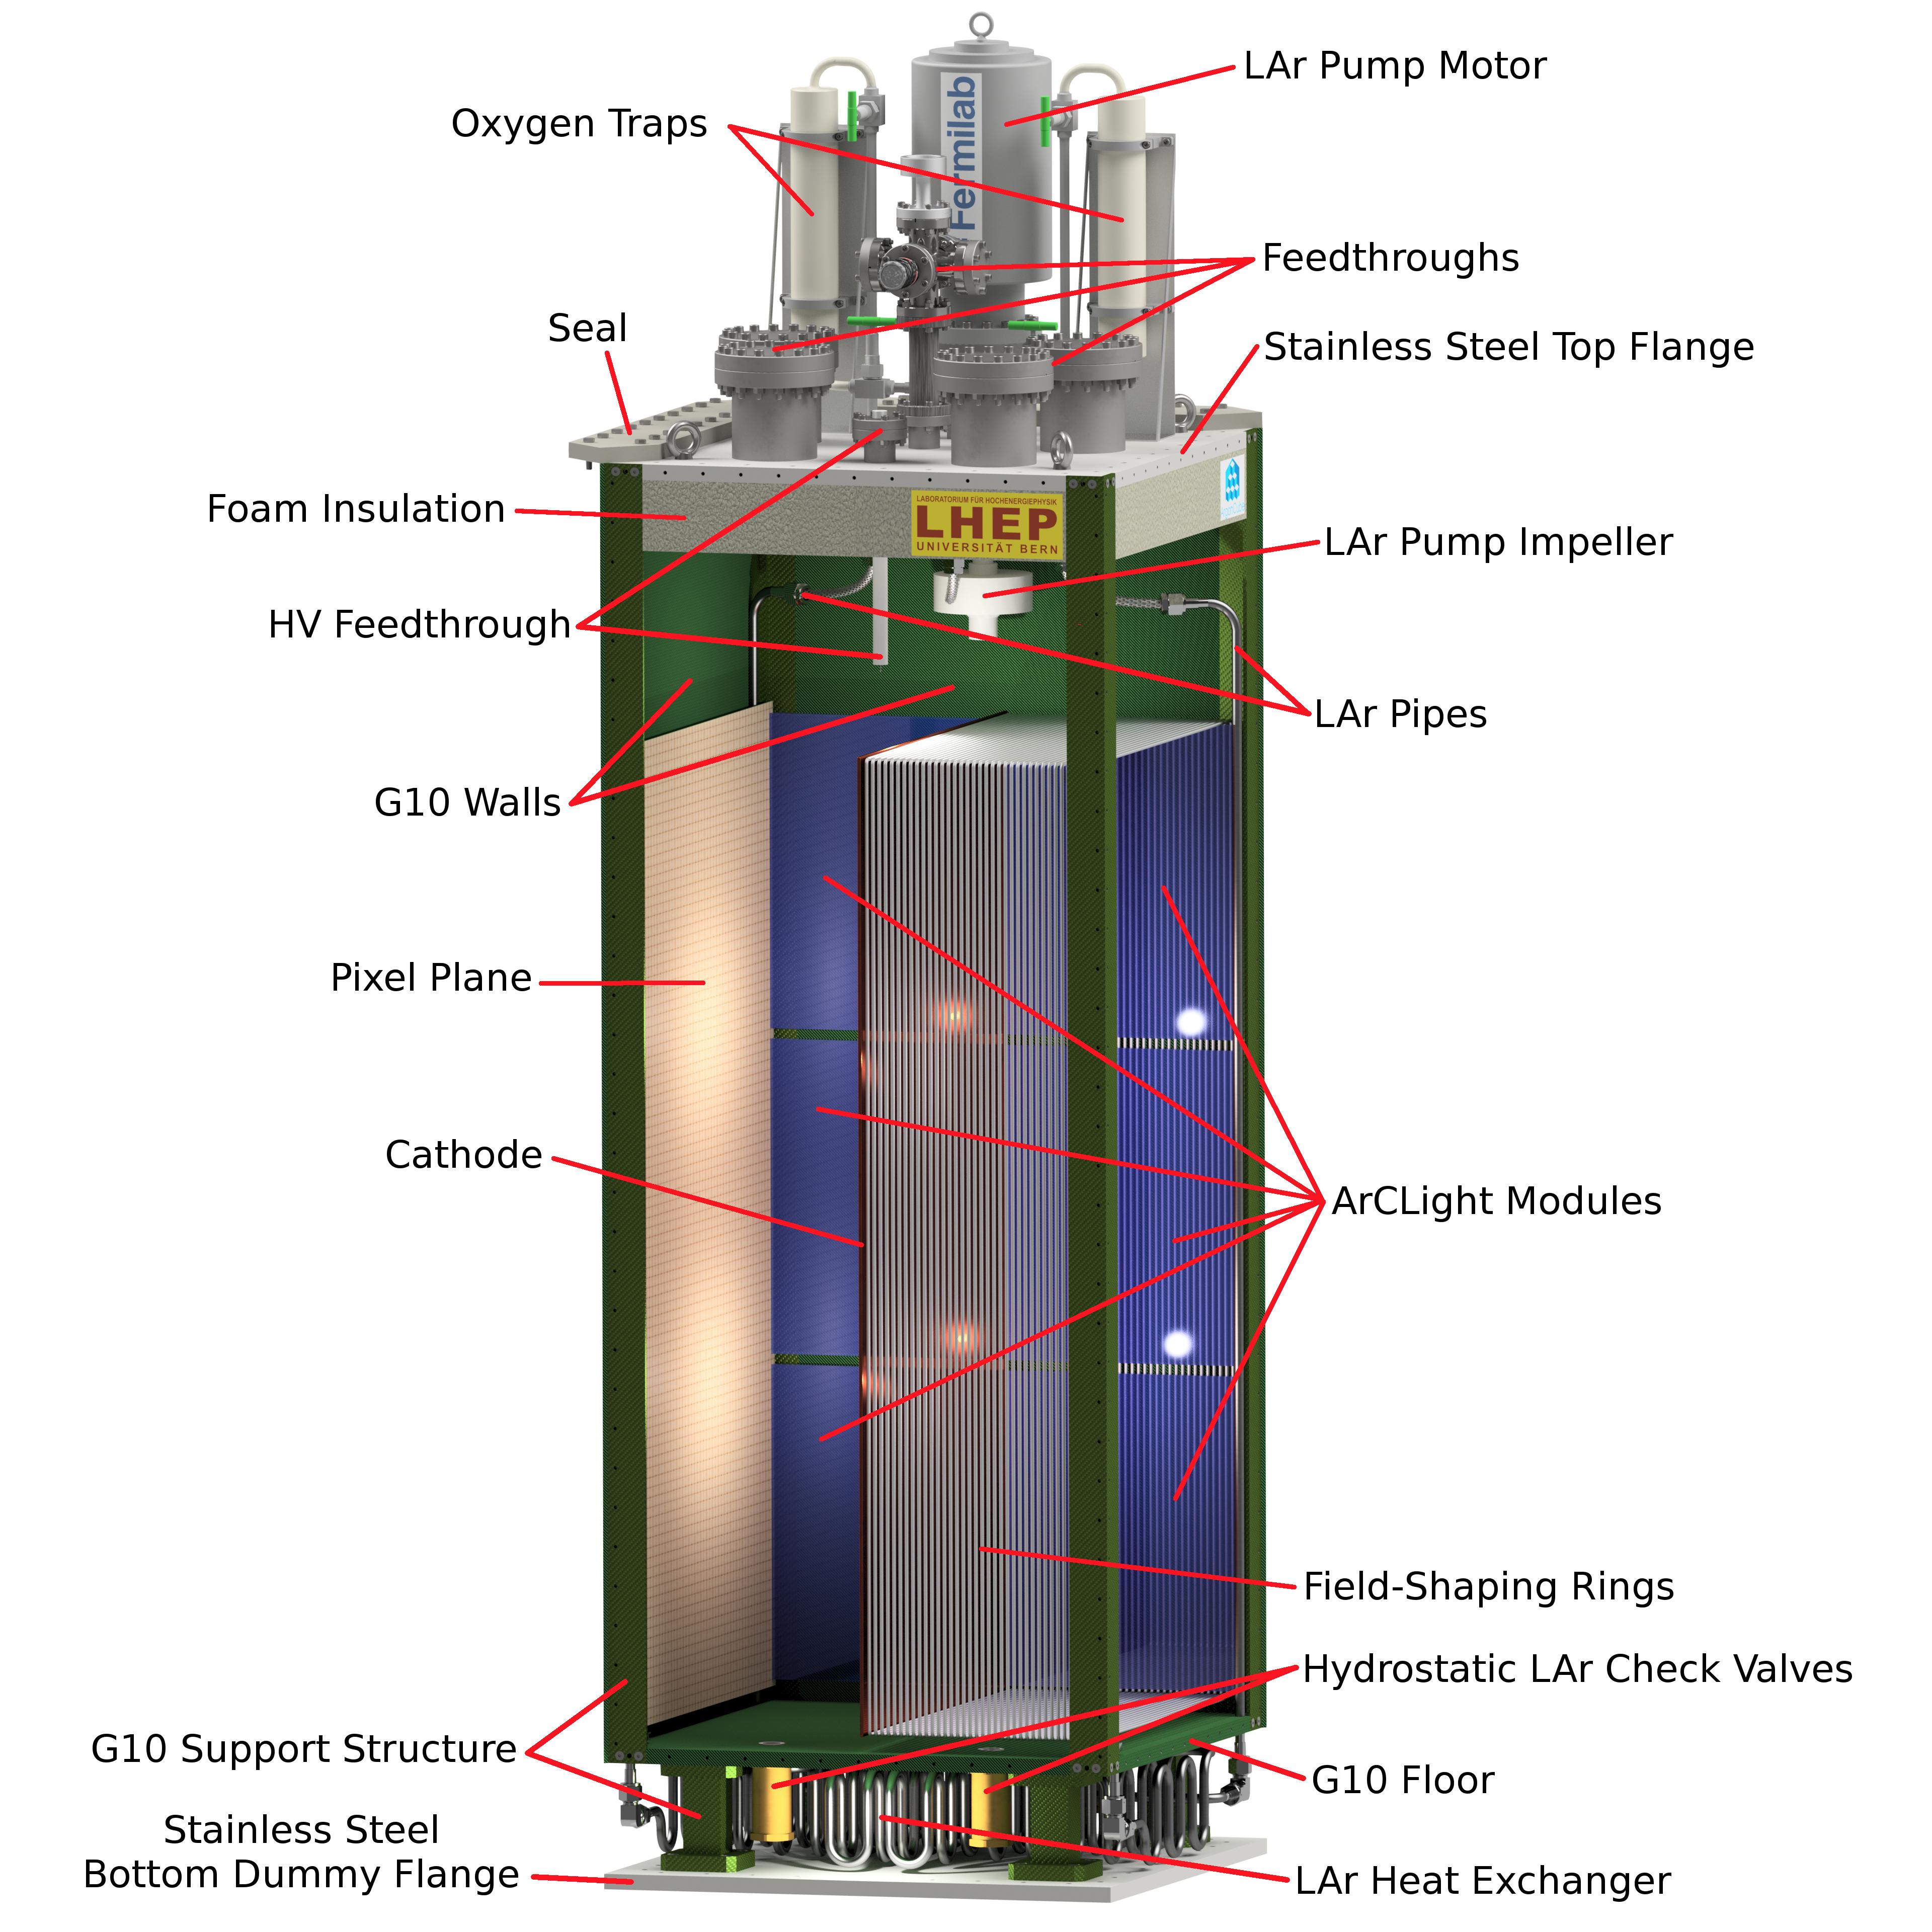 LAr Pump Motor
Oxygen Traps
Fermilab
Feedthroughs
Seal
Stainless Steel Top Flange
Foam Insulation
LABORATORIUM FÜR HOCHENERGIEPHYSIK
LHEP
UNIVERSITÄT BERN
LAr Pump Impeller
HV Feedthrough
LAr Pipes
G10 Walls
Pixel Plane
Cathode
ArCLight Modules
Field-Shaping Rings
Hydrostatic LAr Check Valves
G10 Support Structure
G10 Floor
Stainless Steel
Bottom Dummy Flange
LAr Heat Exchanger